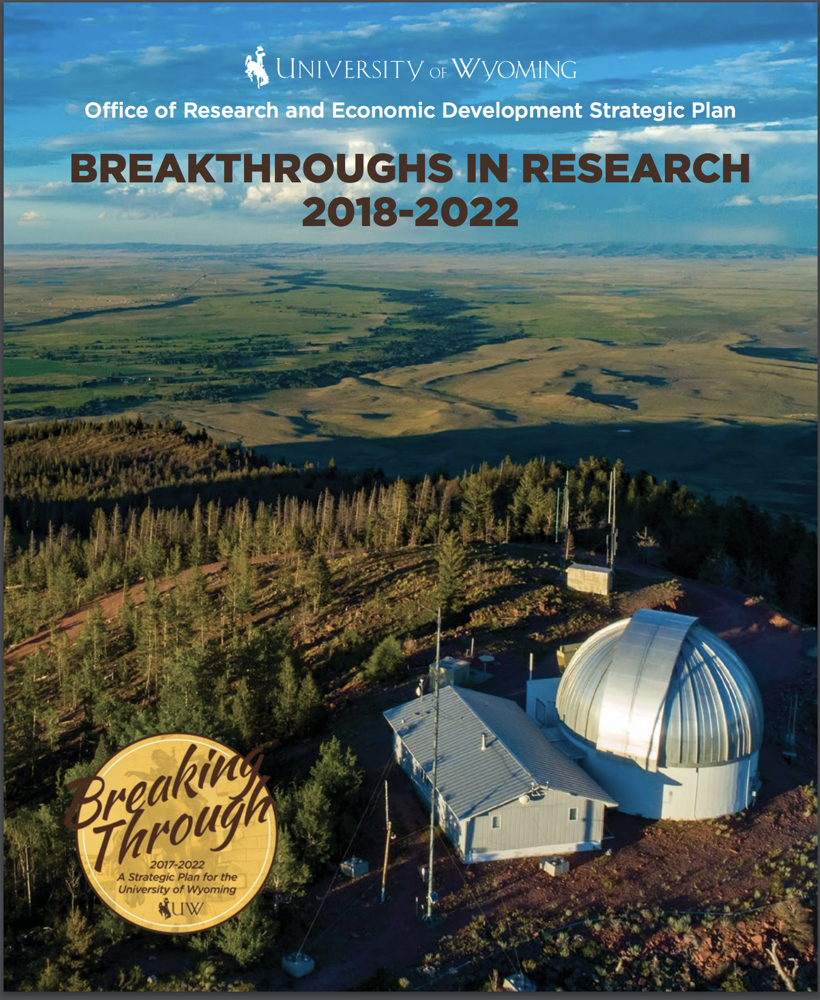 UNIVERSITY OF WYOMING
Office of Research and Economic Development Strategic Plan
BREAKTHROUGHS IN RESEARCH
2018-2022
Breaking
Through
2017-2022
A Strategic Plan for the
University of Wyoming
UW